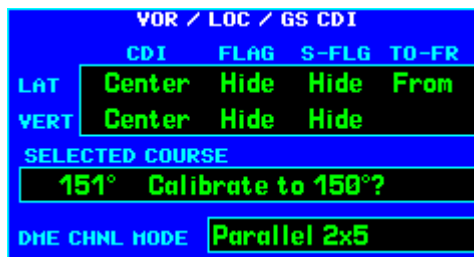 VOR / LOC / GS CDI
CDI FLAG S-FLG TO-FR
LAT Center Hide Hide From
VERT Center Hide Hide
SELECTED COURSE
151° Calibrate to 150°?
DME CHNL MODE Parallel 2x5